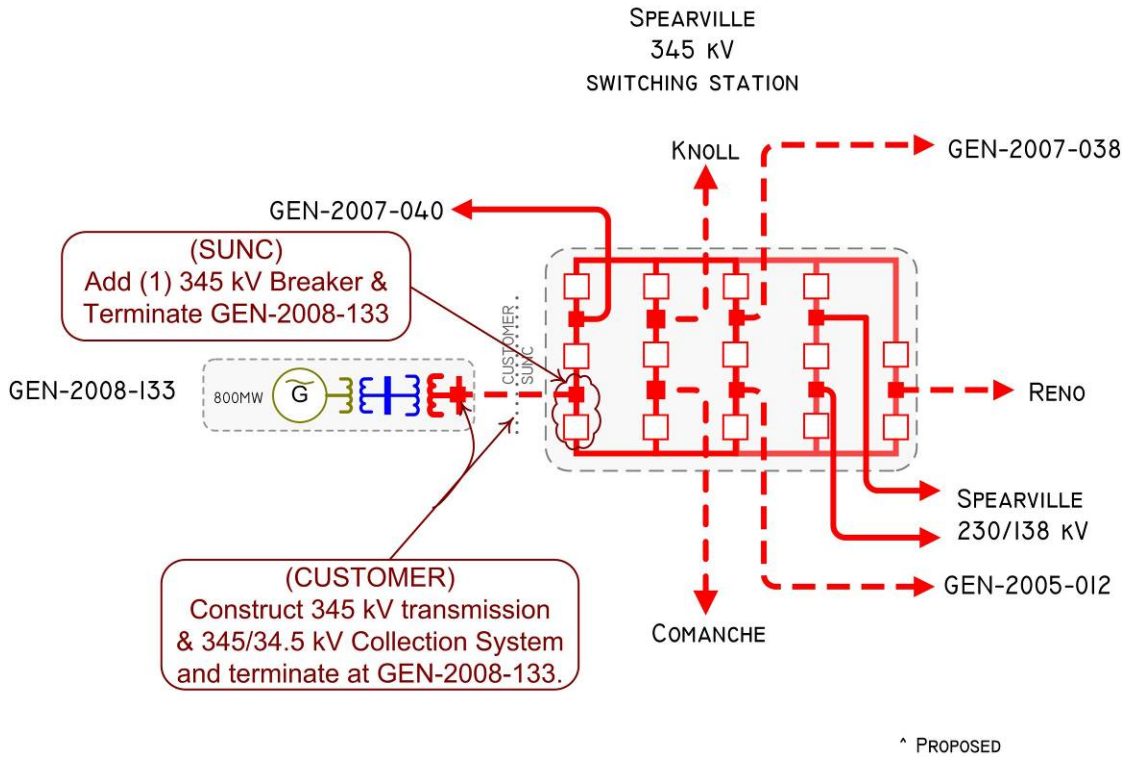 SPEARVILLE
345 KV
SWITCHING STATION
KNOLL
GEN-2007-038
GEN-2007-040
(SUNC)
Add (1) 345 kV Breaker &
Terminate GEN-2008-133
CUSTOMER
SUNC
GEN-2008-133
800MW
G
RENO
SPEARVILLE
230/138 KV
GEN-2005-012
(CUSTOMER)
Construct 345 kV transmission
& 345/34.5 kV Collection System
and terminate at GEN-2008-133.
COMANCHE
^ PROPOSED